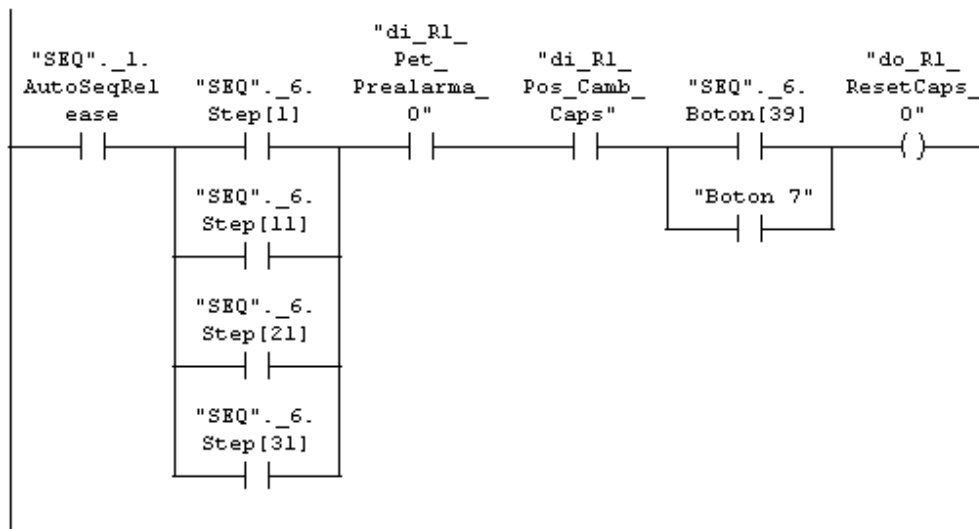 "SEQ"._1.
AutoSeqRel
ease
"SEQ"._6.
Step[1]
"di_R1_
Pet_
Prealarma_
0"
"di_R1_
Pos_Camb_
Caps"
"SEQ"._6.
Boton[39]
"do_R1_
ResetCaps_
0"
"SEQ"._6.
Step[11]
"Boton 7"
"SEQ"._6.
Step[21]
"SEQ"._6.
Step[31]